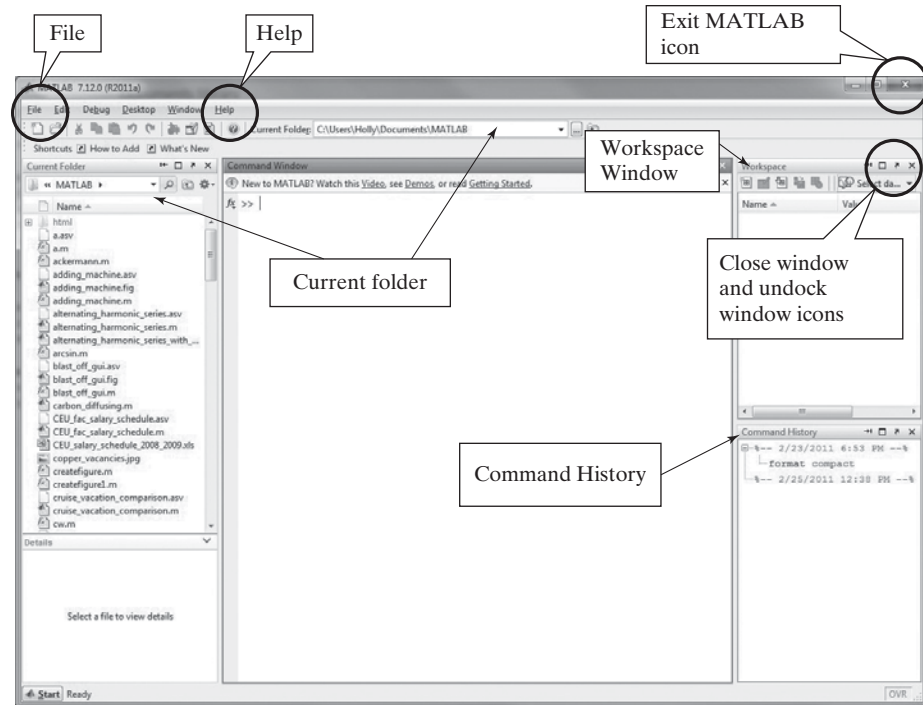 File
Help
Exit MATLAB
icon
MATLAB 7.12.0 (R2011a)
File Edit Debug Desktop Window Help
Current Folder: C:\Users\Holly\Documents\MATLAB
Shortcuts How to Add What's New
Current Folder
« MATLAB
Name
html
a.asv
a.m
ackermann.m
adding_machine.asv
adding_machine.fig
adding_machine.m
alternating_harmonic_series.asv
alternating_harmonic_series.m
alternating_harmonic_series_with_...
arcsin.m
blast_off_gui.asv
blast_off_gui.fig
blast_off_gui.m
carbon_diffusing.m
CEU_fac_salary_schedule.asv
CEU_fac_salary_schedule.m
CEU_salary_schedule_2008_2009.xls
copper_vacancies.jpg
createfigure.m
createfigure1.m
cruise_vacation_comparison.asv
cruise_vacation_comparison.m
cw.m
Details
Select a file to view details
Start Ready
Command Window
New to MATLAB? Watch this Video, see Demos, or read Getting Started.
fx >>
Current folder
Workspace
Window
Workspace
Select da...
Name Val
Close window
and undock
window icons
Command History
Command History
%-- 2/23/2011 6:53 PM --%
format compact
%-- 2/25/2011 12:38 PM --%
OVR